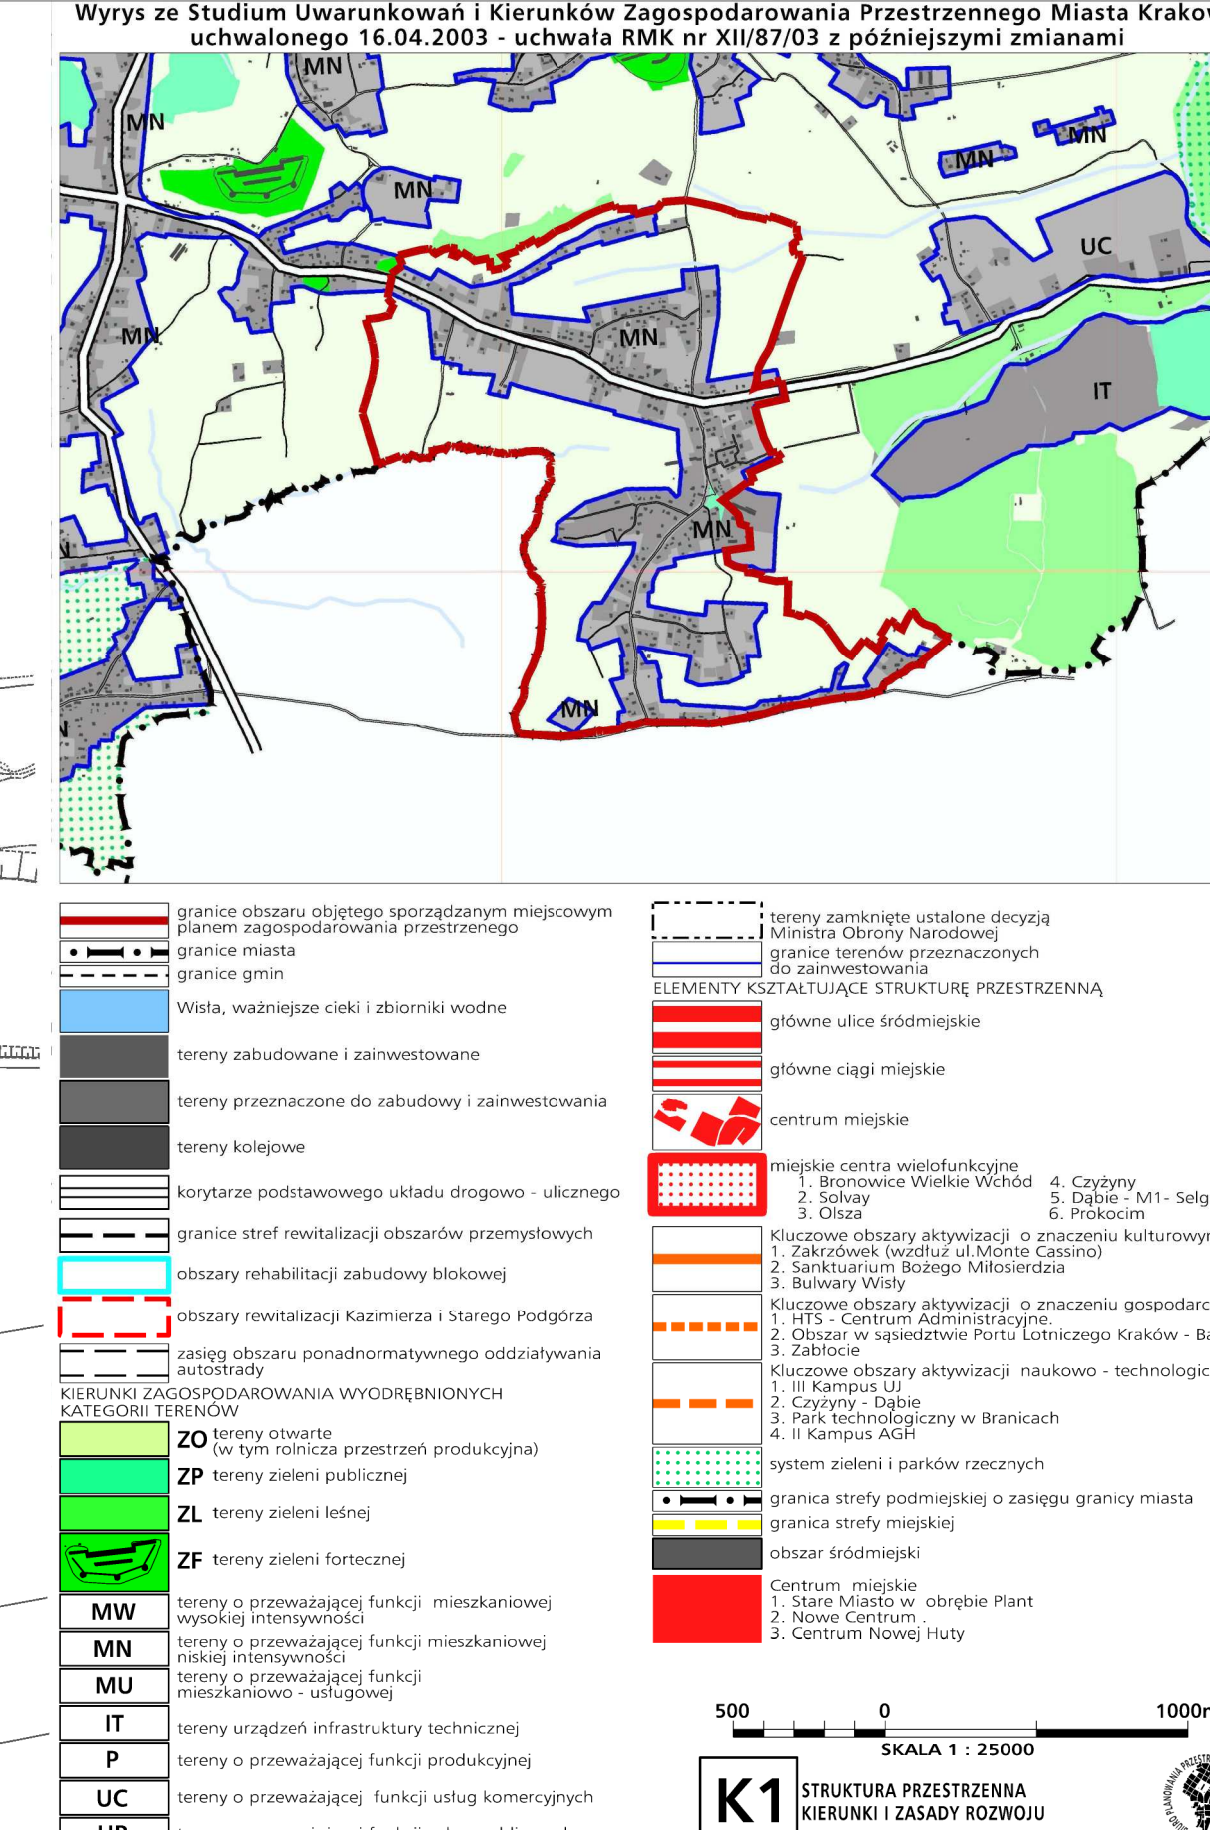 Wyrys ze Studium Uwarunkowań i Kierunków Zagospodarowania Przestrzennego Miasta
uchwalonego 16.04.2003 - uchwała RMK nr XII/87/03 z późniejszymi zmianami
MN
MN
MN
MN
MN
UC
MN
MN
IT
MN
MN
granice obszaru objętego sporządzanym miejscowym
planem zagospodarowania przestrzenego
granice miasta
granice gmin
Wisła, ważniejsze cieki i zbiorniki wodne
tereny zabudowane i zainwestowane
tereny przeznaczone do zabudowy i zainwestowania
tereny kolejowe
korytarze podstawowego układu drogowo - ulicznego
granice stref rewitalizacji obszarów przemysłowych
obszary rehabilitacji zabudowy blokowej
obszary rewitalizacji Kazimierza i Starego Podgórza
zasięg obszaru ponadnormatywnego oddziaływania
autostrady
KIERUNKI ZAGOSPODAROWANIA WYODRĘBNIONYCH
KATEGORII TERENÓW
ZO tereny otwarte
(w tym rolnicza przestrzeń produkcyjna)
ZP tereny zieleni publicznej
ZL tereny zieleni leśnej
ZF tereny zieleni fortecznej
MW tereny o przeważającej funkcji mieszkaniowej
wysokiej intensywności
MN tereny o przeważającej funkcji mieszkaniowej
niskiej intensywności
MU tereny o przeważającej funkcji
mieszkaniowo - usługowej
IT tereny urządzeń infrastruktury technicznej
P tereny o przeważającej funkcji produkcyjnej
UC tereny o przeważającej funkcji usług komercyjnych
tereny zamknięte ustalone decyzją
Ministra Obrony Narodowej
granice terenów przeznaczonych
do zainwestowania
ELEMENTY KSZTAŁTUJĄCE STRUKTURĘ PRZESTRZENNĄ
główne ulice śródmiejskie
główne ciągi miejskie
centrum miejskie
miejskie centra wielofunkcyjne
1. Bronowice Wielkie Wchód 4. Czyżyny
2. Solvay 5. Dąbie - M1- Selg
3. Olsza 6. Prokocim
Kluczowe obszary aktywizacji o znaczeniu
1. Zakrzówek (wzdłuż ul.Monte Cassino)
2. Sanktuarium Bożego Miłosierdzia
3. Bulwary Wisły
Kluczowe obszary aktywizacji o znaczeniu
1. HTS - Centrum Administracyjne.
2. Obszar w sąsiedztwie Portu Lotniczego Kraków -
3. Zabłocie
Kluczowe obszary aktywizacji naukowo -
1. III Kampus UJ
2. Czyżyny - Dąbie
3. Park technologiczny w Branicach
4. II Kampus AGH
system zieleni i parków rzecznych
granica strefy podmiejskiej o zasięgu granicy miasta
granica strefy miejskiej
obszar śródmiejski
Centrum miejskie
1. Stare Miasto w obrębie Plant
2. Nowe Centrum .
3. Centrum Nowej Huty
500 0 1000
SKALA 1 : 25000
K1 STRUKTURA PRZESTRZENNA
KIERUNKI I ZASADY ROZWOJU